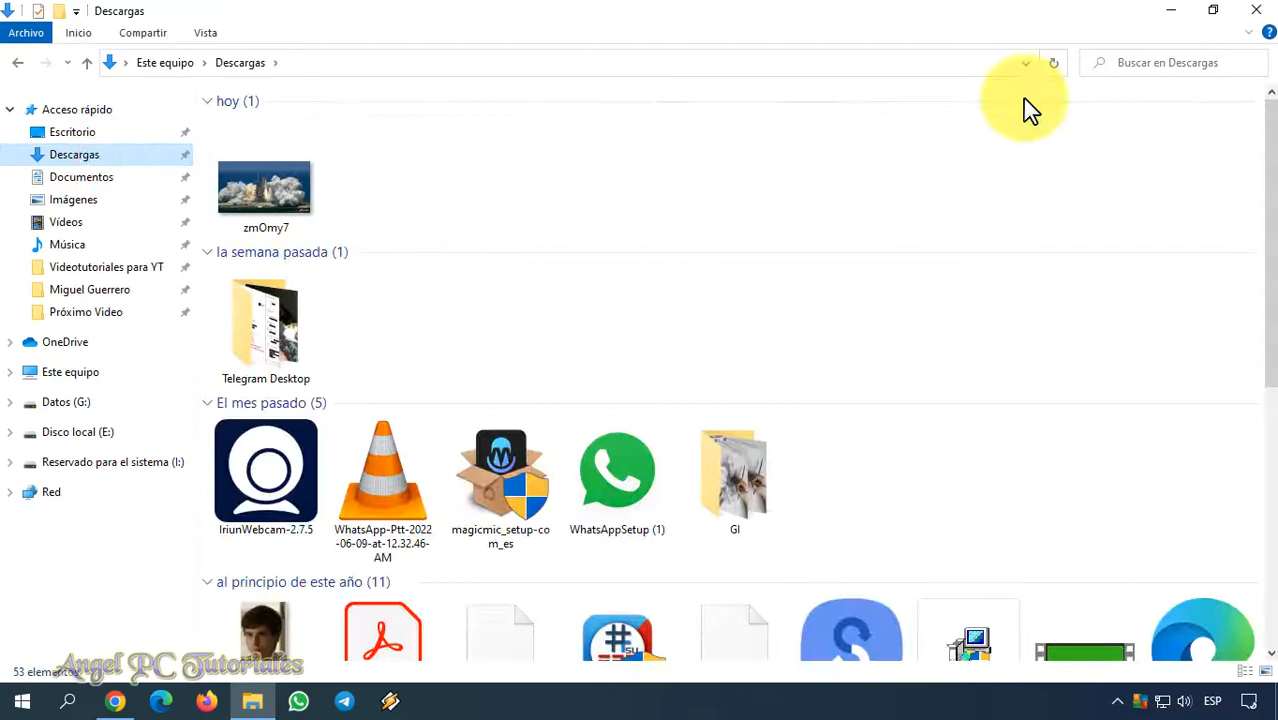 Descargas
Archivo Inicio Compartir Vista
Este equipo Descargas Buscar en Descargas
Acceso rápido
Escritorio
Descargas
Documentos
Imágenes
Vídeos
Música
Videotutoriales para YT
Miguel Guerrero
Próximo Video
OneDrive
Este equipo
Datos (G:)
Disco local (E:)
Reservado para el sistema (I:)
Red
hoy (1)
zmOmy7
la semana pasada (1)
Telegram Desktop
El mes pasado (5)
IriunWebcam-2.7.5
WhatsApp-Ptt-2022
-06-09-at-12.32.46-
AM
magicmic_setup-co
m_es
WhatsAppSetup (1)
GI
al principio de este año (11)
#
SU
53 elementos
Angel PC Tutoriales
ESP